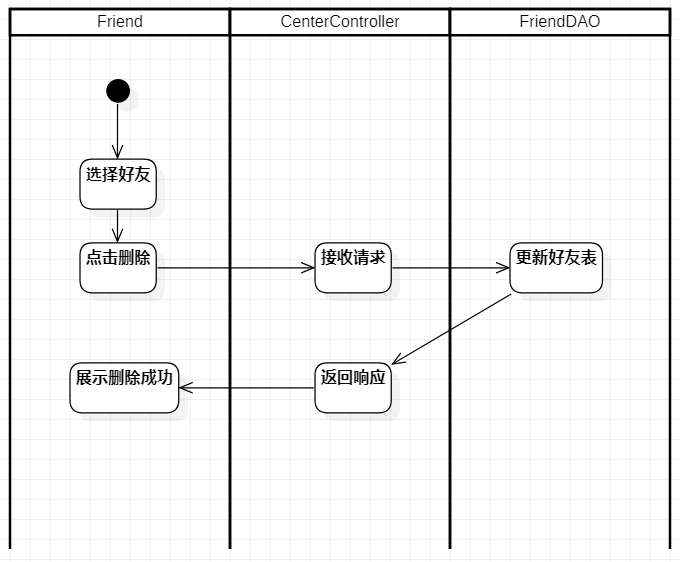 Friend
CenterController
FriendDAO
选择好友
点击删除
接收请求
更新好友表
展示删除成功
返回响应